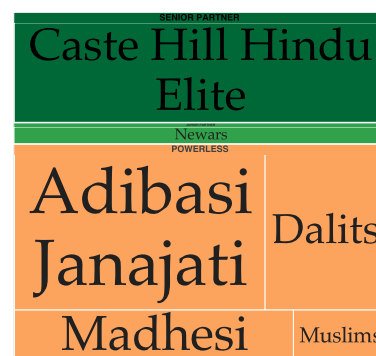 SENIOR PARTNER
Caste Hill Hindu
Elite
Newars
POWERLESS
Adibasi
Janajati
Dalits
Madhesi
Muslims